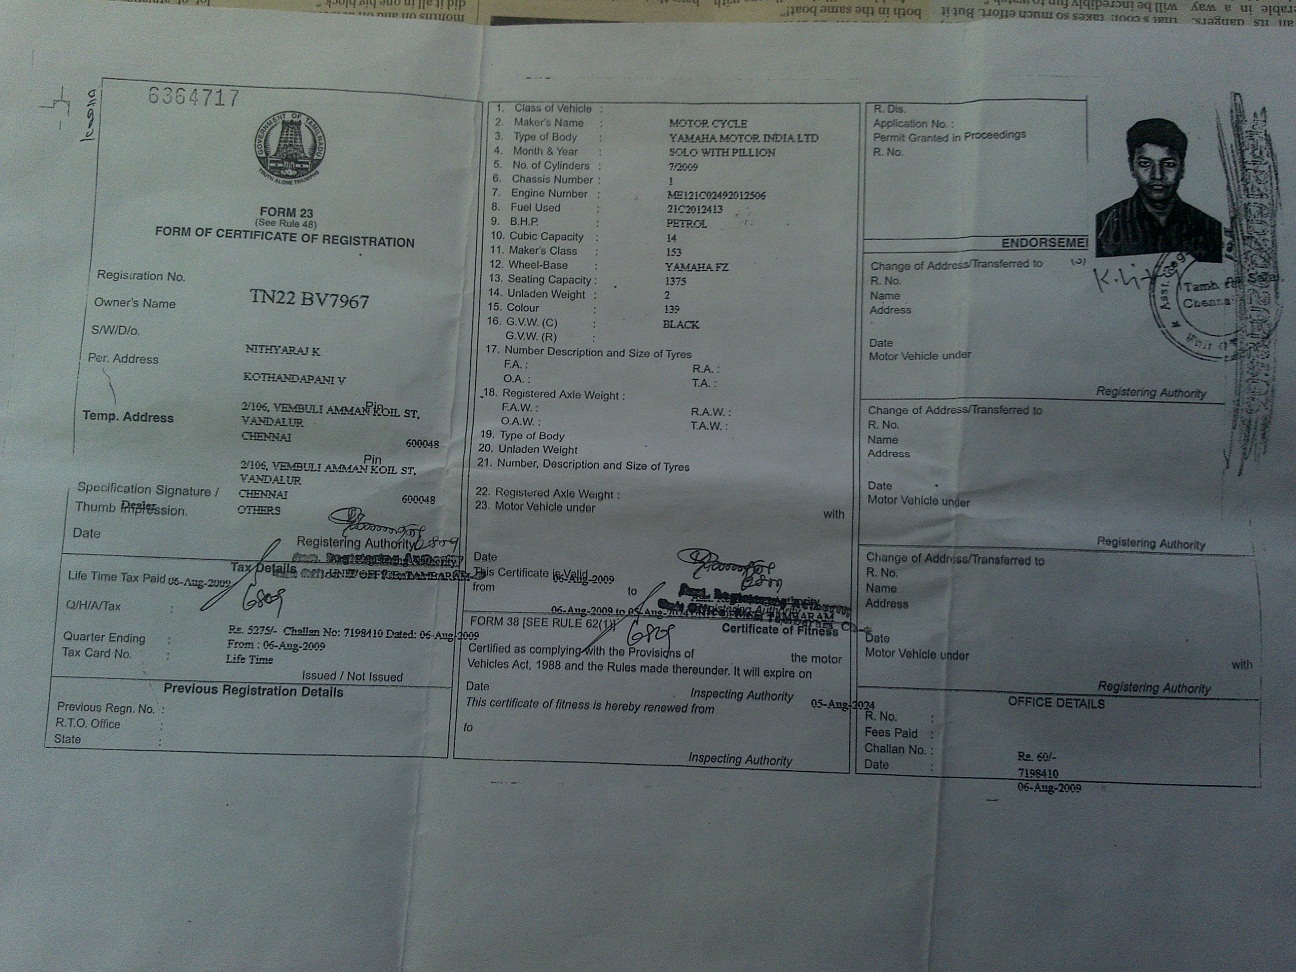 6364717
GOVERNMENT OF TAMILNADU
TRUTH ALONE TRIUMPHS
FORM 23
(See Rule 48)
FORM OF CERTIFICATE OF REGISTRATION
Registration No.
TN22 BV7967
Owner's Name
NITHYARAJ K
S/W/D/o.
KOTHANDAPANI V
Per. Address
2/106, VEMBULI AMMAN KOIL ST,
VANDALUR
CHENNAI
Pin
600048
Temp. Address
2/106, VEMBULI AMMAN KOIL ST,
VANDALUR
CHENNAI
Pin
600048
OTHERS
Specification Signature /
Thumb Impression.
Dealer
Date
Registering Authority
Tax Details
Life Time Tax Paid 06-Aug-2009
Q/H/A/Tax :
Rs. 5275/- Challan No: 7198410 Dated: 06-Aug-2009
Quarter Ending :
From : 06-Aug-2009
Tax Card No. :
Life Time
Issued / Not Issued
Previous Registration Details
Previous Regn. No. :
R.T.O. Office :
State :
1. Class of Vehicle :
2. Maker's Name : MOTOR CYCLE
3. Type of Body : YAMAHA MOTOR INDIA LTD
4. Month & Year : SOLO WITH PILLION
5. No. of Cylinders : 7/2009
6. Chassis Number : 1
7. Engine Number : ME121C02492012506
8. Fuel Used : 21C2012413
9. B.H.P. : PETROL
10. Cubic Capacity : 14
11. Maker's Class : 153
12. Wheel-Base : YAMAHA FZ
13. Seating Capacity : 1375
14. Unladen Weight : 2
15. Colour : 139
16. G.V.W. (C) : BLACK
G.V.W. (R) :
17. Number Description and Size of Tyres
F.A. : R.A. :
O.A. : T.A. :
18. Registered Axle Weight :
F.A.W. : R.A.W. :
O.A.W. : T.A.W. :
19. Type of Body
20. Unladen Weight
21. Number, Description and Size of Tyres
22. Registered Axle Weight :
23. Motor Vehicle under
with
Date
This Certificate is Valid
06-Aug-2009
from to
06-Aug-2009 to 05-Aug-2024
FORM 38 [SEE RULE 62(1)]
Certificate of Fitness
Certified as complying with the Provisions of the motor
Vehicles Act, 1988 and the Rules made thereunder. It will expire on
Date
Inspecting Authority
05-Aug-2024
This certificate of fitness is hereby renewed from
to
Inspecting Authority
R. Dis.
Application No. :
Permit Granted in Proceedings
R. No.
ENDORSEME
Change of Address/Transferred to
R. No.
Name
Address
Date
Motor Vehicle under
Registering Authority
Change of Address/Transferred to
R. No.
Name
Address
Date
Motor Vehicle under
Registering Authority
Change of Address/Transferred to
R. No.
Name
Address
Date
Motor Vehicle under
with
Registering Authority
OFFICE DETAILS
R. No. :
Fees Paid : Rs. 60/-
Challan No. : 7198410
Date : 06-Aug-2009